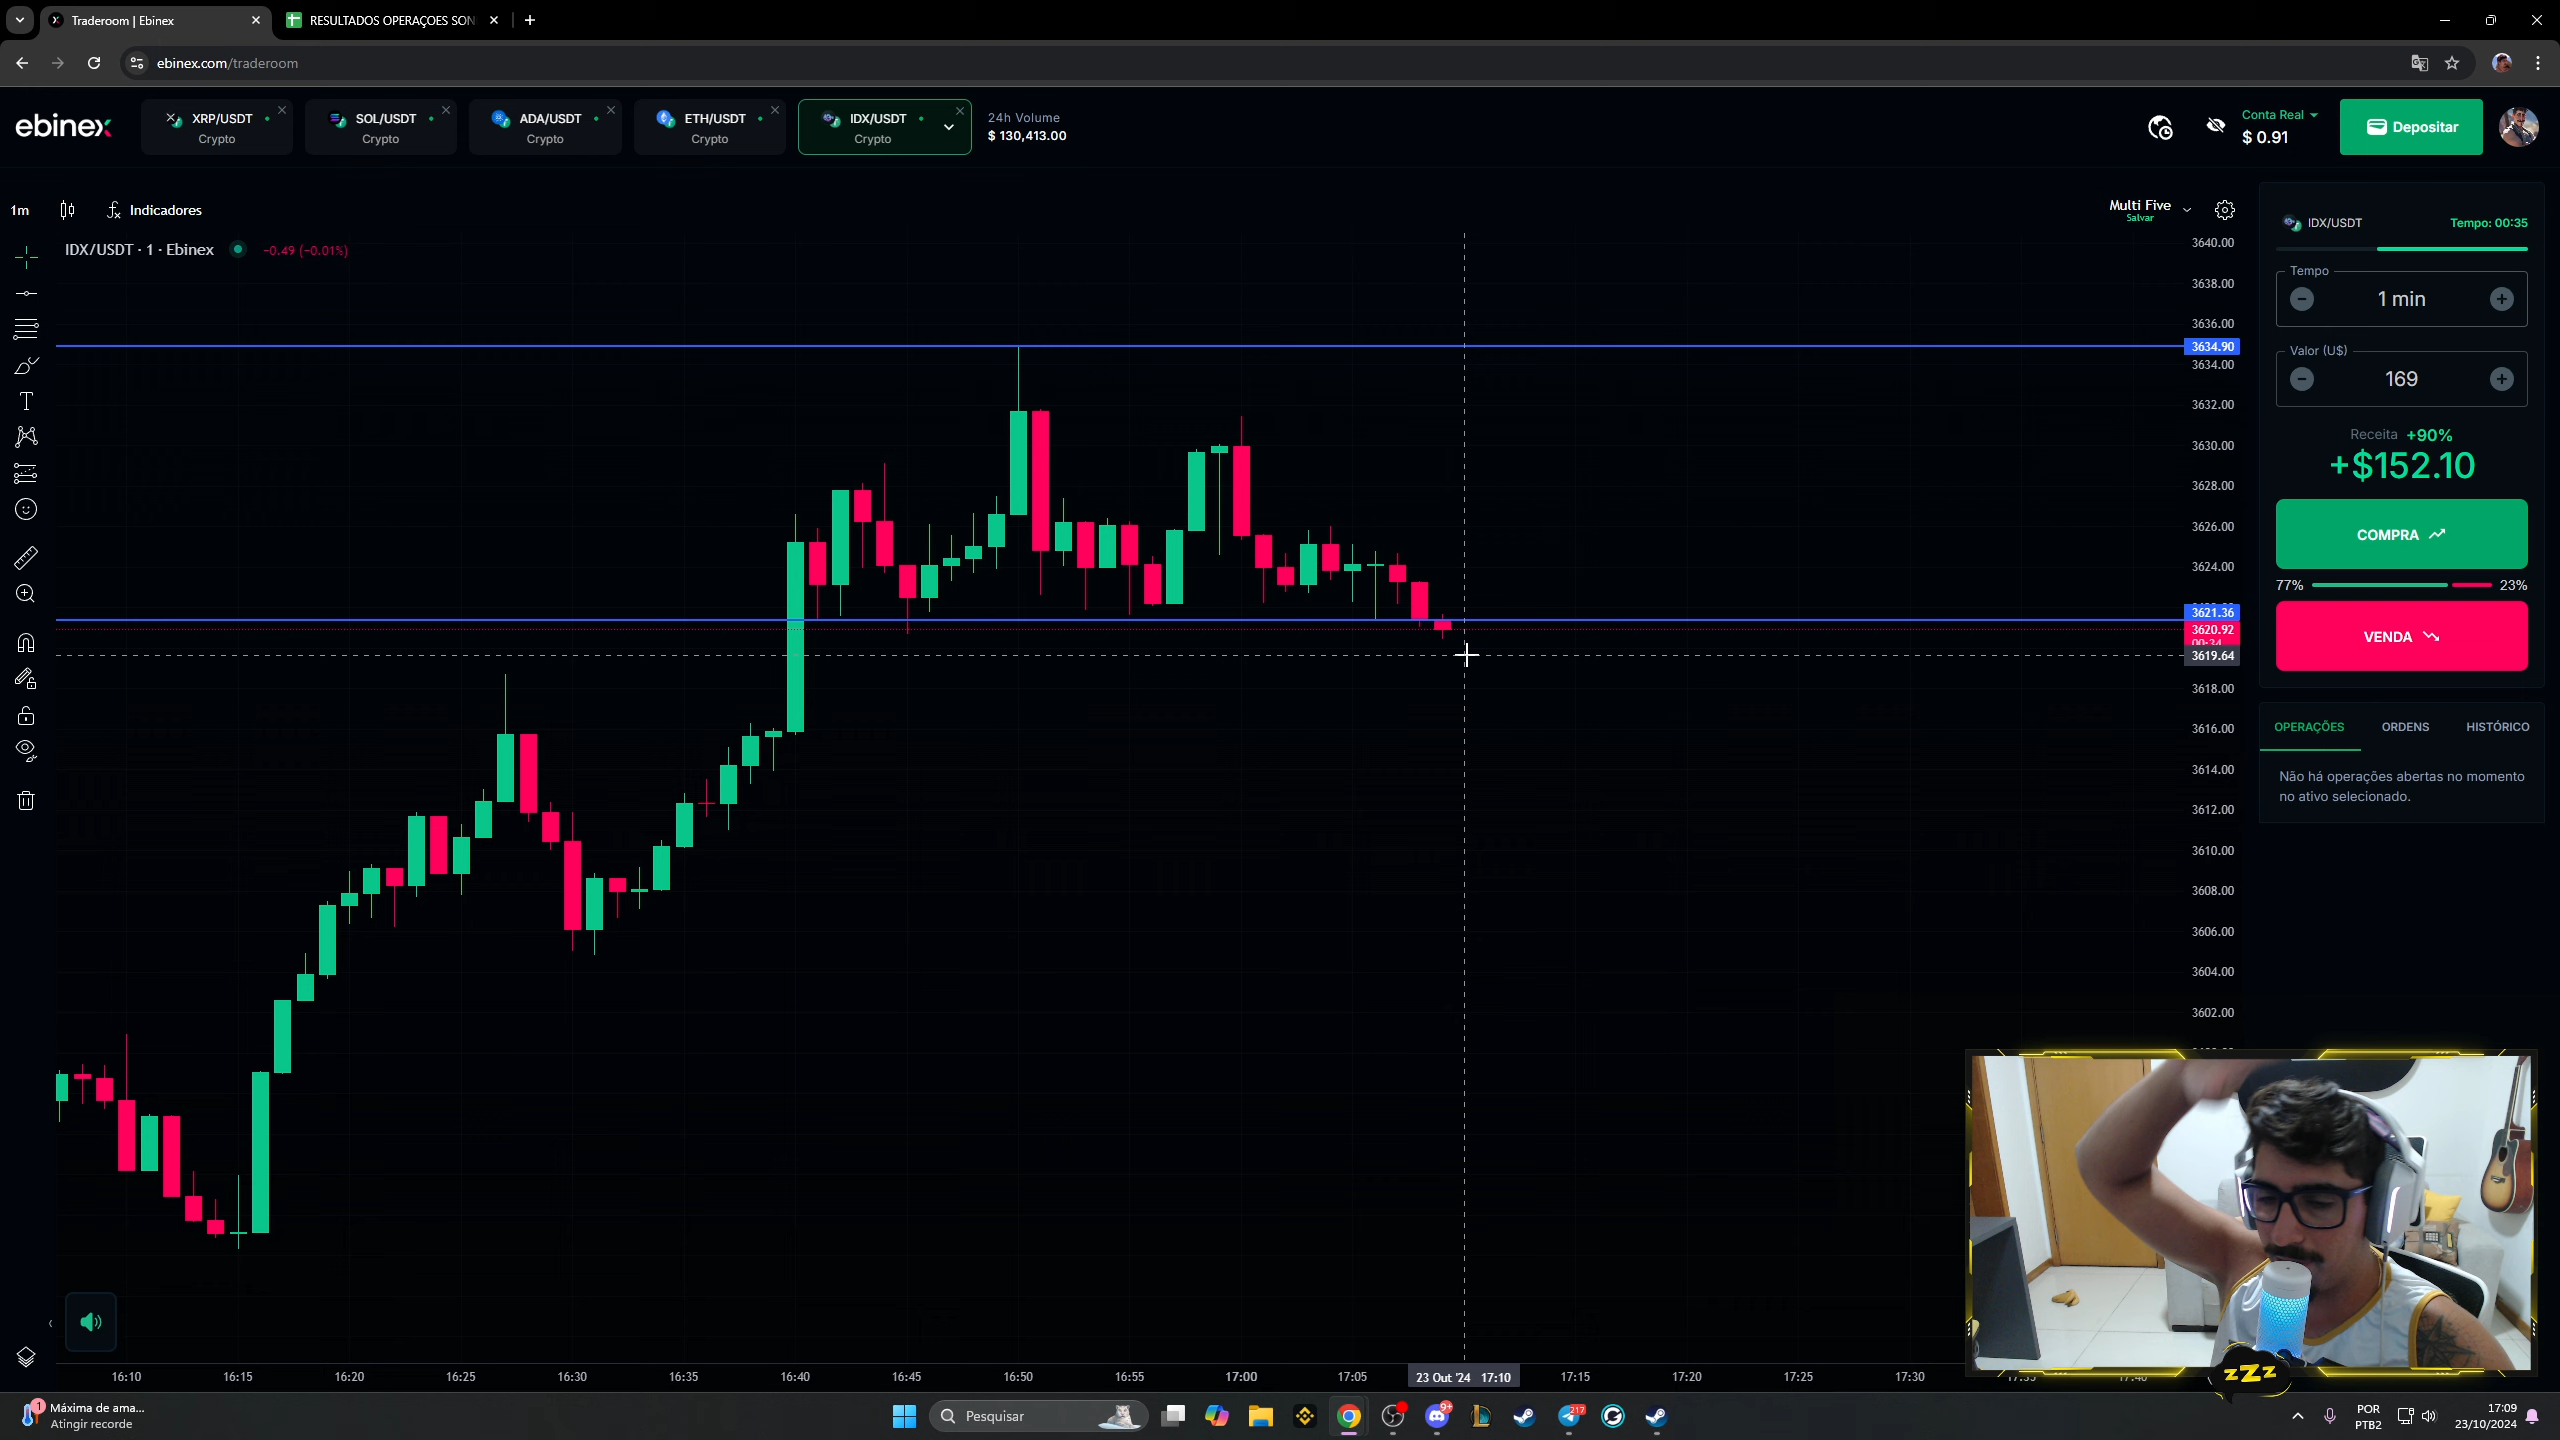 Traderoom | Ebinex
RESULTADOS OPERAÇOES SON
ebinex.com/traderoom
ebinex
XRP/USDT
Crypto
SOL/USDT
Crypto
ADA/USDT
Crypto
ETH/USDT
Crypto
IDX/USDT
Crypto
24h Volume
$ 130,413.00
Conta Real
$ 0.91
Depositar
1m
Indicadores
Multi Five
Salvar
IDX/USDT · 1 · Ebinex
-0.49 (-0.01%)
3640.00
3638.00
3636.00
3634.90
3634.00
3632.00
3630.00
3628.00
3626.00
3624.00
3621.36
3620.92
00:34
3619.64
3618.00
3616.00
3614.00
3612.00
3610.00
3608.00
3606.00
3604.00
3602.00
IDX/USDT
Tempo: 00:35
Tempo
1 min
Valor (U$)
169
Receita +90%
+$152.10
COMPRA
77%
23%
VENDA
OPERAÇÕES
ORDENS
HISTÓRICO
Não há operações abertas no momento
no ativo selecionado.
zZz
16:10
16:15
16:20
16:25
16:30
16:35
16:40
16:45
16:50
16:55
17:00
17:05
23 Out '24 17:10
17:15
17:20
17:25
17:30
1
Máxima de ama...
Atingir recorde
Pesquisar
9+
217
POR
PTB2
17:09
23/10/2024